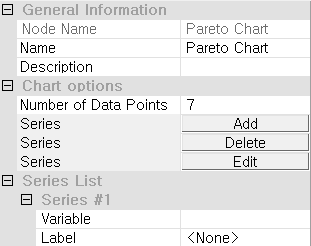 General Information
Node Name Pareto Chart
Name Pareto Chart
Description
Chart options
Number of Data Points 7
Series Add
Series Delete
Series Edit
Series List
Series #1
Variable
Label <None>